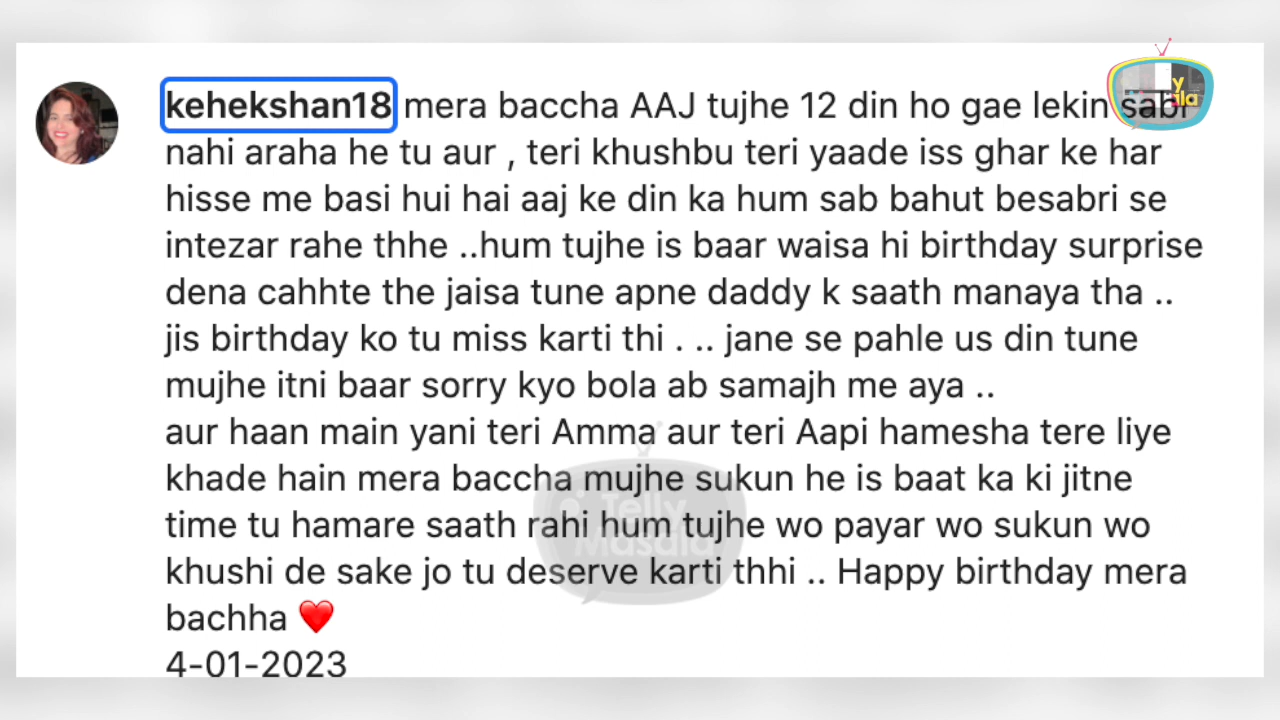 kehekshan18 mera baccha AAJ tujhe 12 din ho gae lekin sabr
nahi araha he tu aur , teri khushbu teri yaade iss ghar ke har
hisse me basi hui hai aaj ke din ka hum sab bahut besabri se
intezar rahe thhe ..hum tujhe is baar waisa hi birthday surprise
dena cahhte the jaisa tune apne daddy k saath manaya tha ..
jis birthday ko tu miss karti thi . .. jane se pahle us din tune
mujhe itni baar sorry kyo bola ab samajh me aya ..
aur haan main yani teri Amma aur teri Aapi hamesha tere liye
khade hain mera baccha mujhe sukun he is baat ka ki jitne
time tu hamare saath rahi hum tujhe wo payar wo sukun wo
khushi de sake jo tu deserve karti thhi .. Happy birthday mera
bachha ❤️
4-01-2023
Telly
Masala